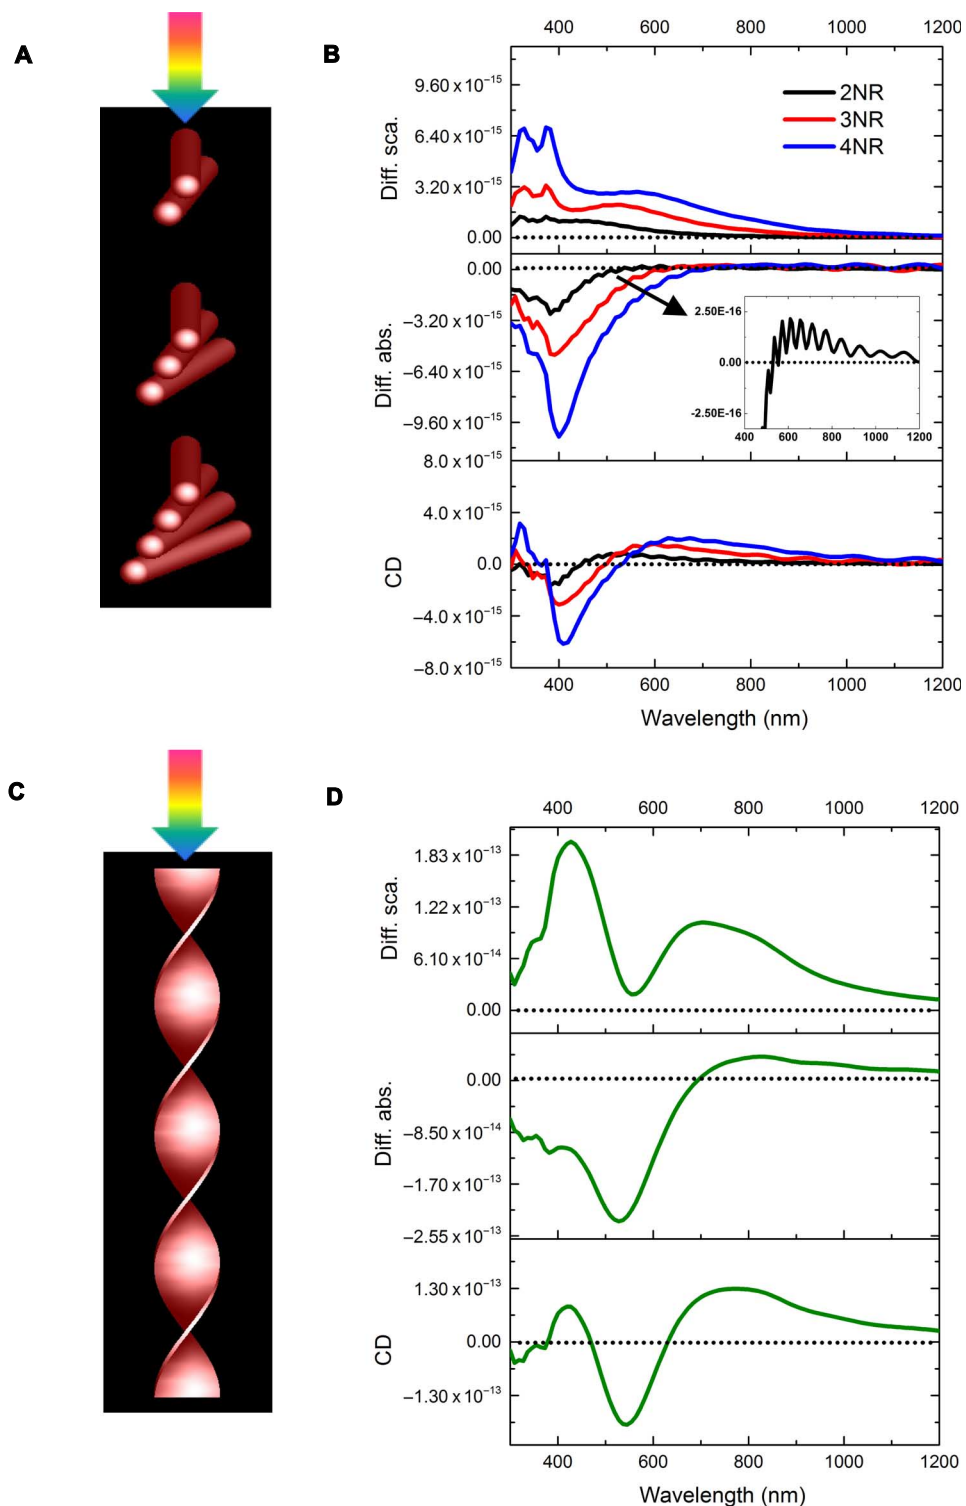 A
B
400 600 800 1000 1200
Diff. sca.
9.60 x 10⁻¹⁵
6.40 x 10⁻¹⁵
3.20 x 10⁻¹⁵
0.00
2NR
3NR
4NR
Diff. abs.
0.00
−3.20 x 10⁻¹⁵
−6.40 x 10⁻¹⁵
−9.60 x 10⁻¹⁵
2.50E-16
0.00
-2.50E-16
400 600 800 1000 1200
CD
8.0 x 10⁻¹⁵
4.0 x 10⁻¹⁵
0.0
−4.0 x 10⁻¹⁵
−8.0 x 10⁻¹⁵
400 600 800 1000 1200
Wavelength (nm)
C
D
400 600 800 1000 1200
Diff. sca.
1.83 x 10⁻¹³
1.22 x 10⁻¹³
6.10 x 10⁻¹⁴
0.00
Diff. abs.
0.00
−8.50 x 10⁻¹⁴
−1.70 x 10⁻¹³
−2.55 x 10⁻¹³
CD
1.30 x 10⁻¹³
0.00
−1.30 x 10⁻¹³
400 600 800 1000 1200
Wavelength (nm)